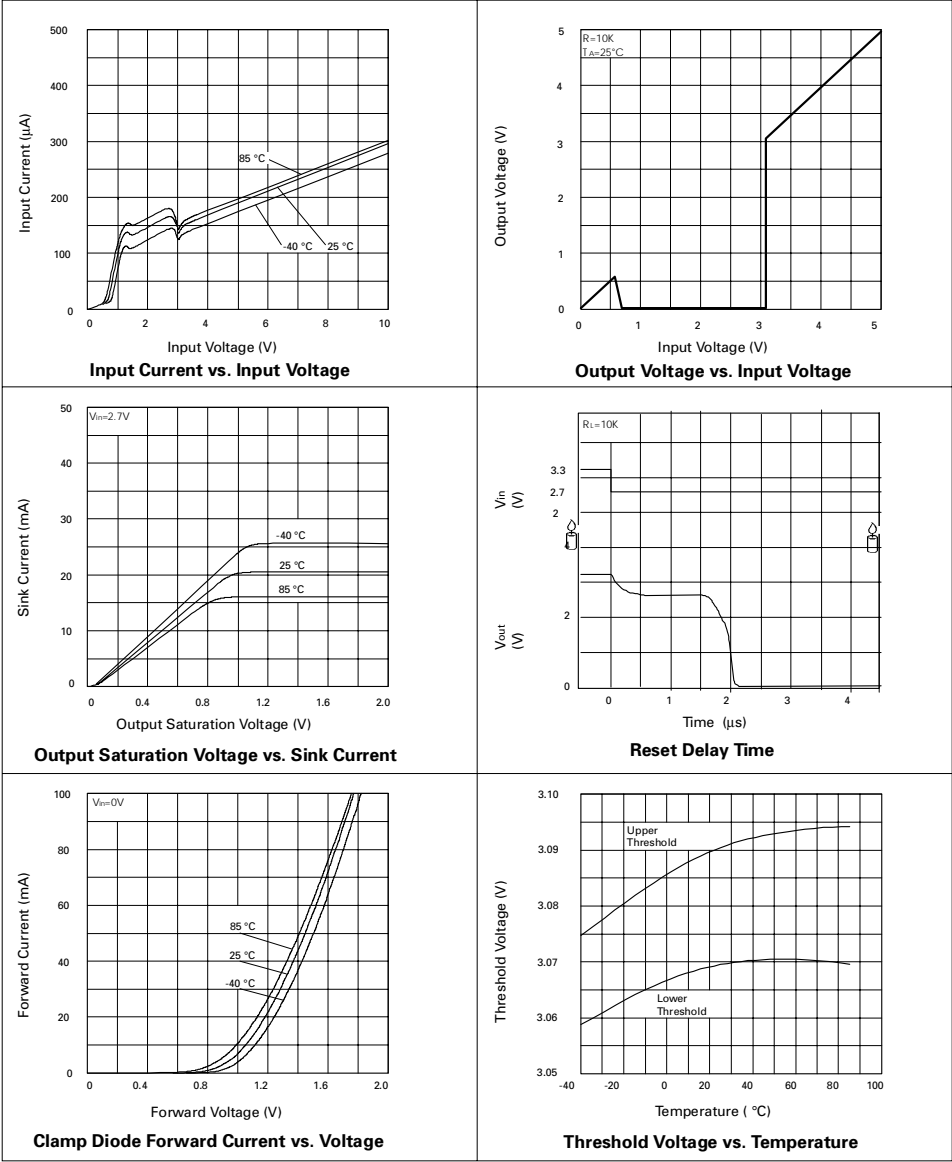 500
400
300
200
100
0
Input Current (µA)
85 °C
-40 °C
25 °C
0 2 4 6 8 10
Input Voltage (V)
Input Current vs. Input Voltage
R=10K
TA=25°C
5
4
3
2
1
0
Output Voltage (V)
0 1 2 3 4 5
Input Voltage (V)
Output Voltage vs. Input Voltage
Vin=2.7V
50
40
30
20
10
0
Sink Current (mA)
-40 °C
25 °C
85 °C
0 0.4 0.8 1.2 1.6 2.0
Output Saturation Voltage (V)
Output Saturation Voltage vs. Sink Current
RL=10K
3.3
2.7
2
Vin
(V)
4
2
0
Vout
(V)
0 1 2 3 4
Time (µs)
Reset Delay Time
Vin=0V
100
80
60
40
20
0
Forward Current (mA)
85 °C
25 °C
-40 °C
0 0.4 0.8 1.2 1.6 2.0
Forward Voltage (V)
Clamp Diode Forward Current vs. Voltage
3.10
3.09
3.08
3.07
3.06
3.05
Threshold Voltage (V)
Upper
Threshold
Lower
Threshold
-40 -20 0 20 40 60 80 100
Temperature ( °C)
Threshold Voltage vs. Temperature